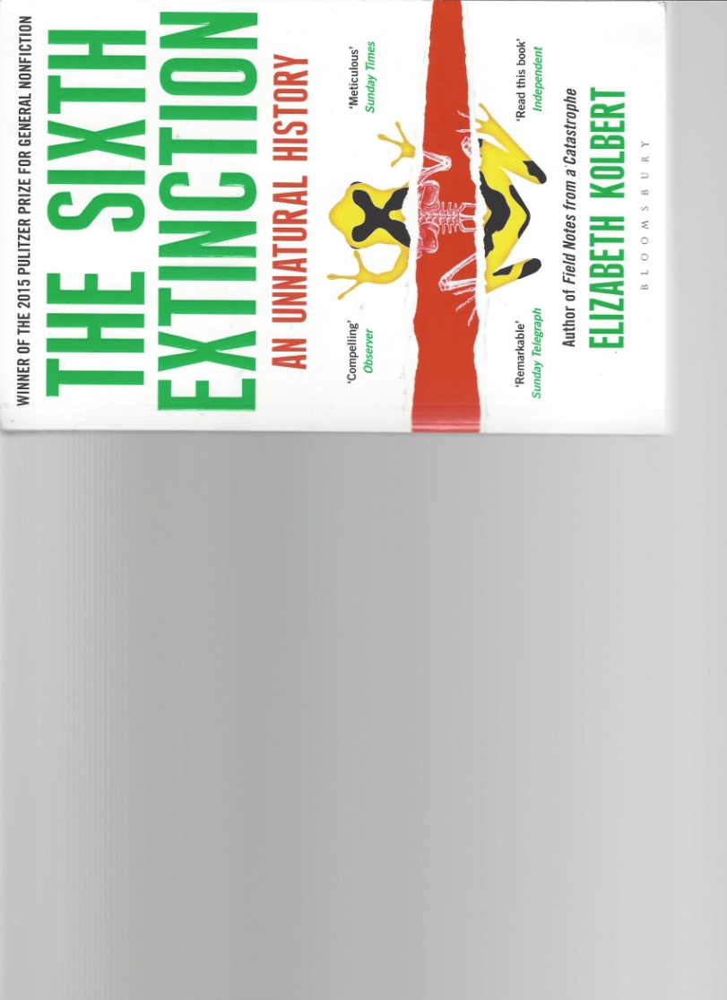 WINNER OF THE 2015 PULITZER PRIZE FOR GENERAL NONFICTION
THE SIXTH
EXTINCTION
AN UNNATURAL HISTORY
‘Compelling’
Observer
‘Meticulous’
Sunday Times
‘Remarkable’
Sunday Telegraph
‘Read this book’
Independent
Author of Field Notes from a Catastrophe
ELIZABETH KOLBERT
BLOOMSBURY